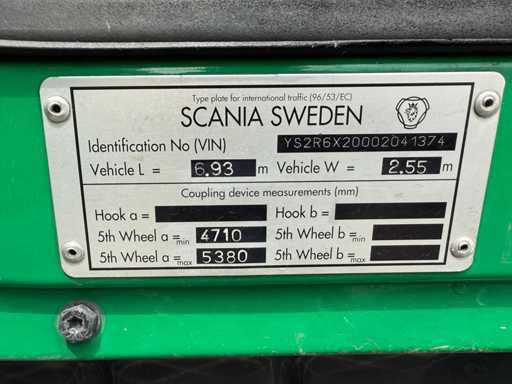 Type plate for international traffic (96/53/EC)
SCANIA SWEDEN
Identification No (VIN) YS2R6X20002041374
Vehicle L = 6.93 m Vehicle W = 2.55 m
Coupling device measurements (mm)
Hook a = Hook b =
5th Wheel a min = 4710 5th Wheel b min =
5th Wheel a max = 5380 5th Wheel b max =